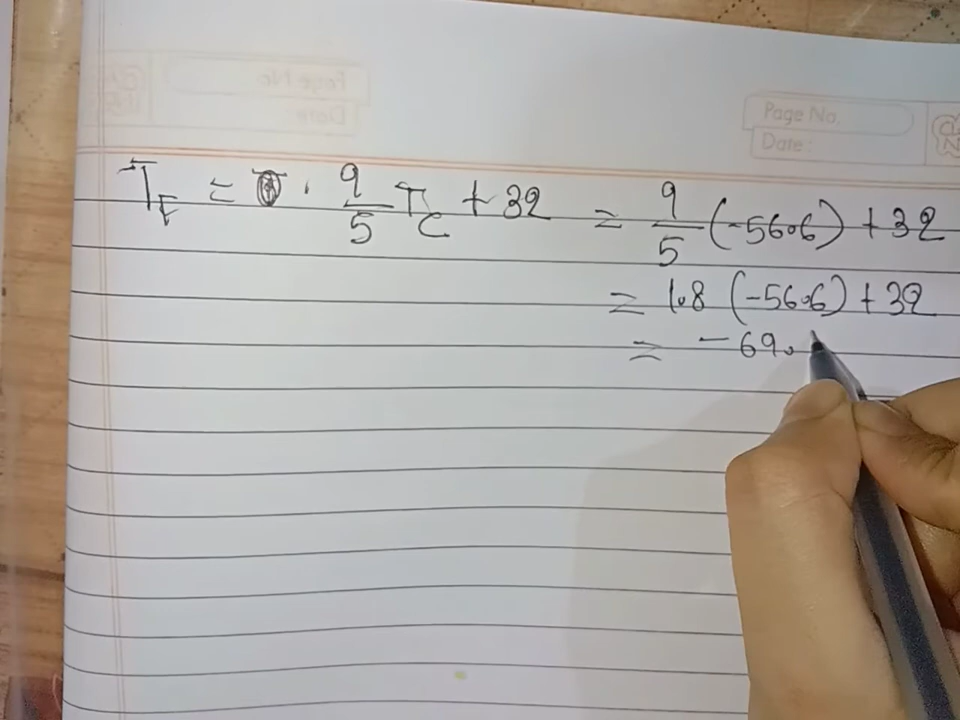 Page No.
Date:
T_F = . 9/5 T_C + 32 = 9/5 (-56.6) + 32
= 1.8 (-56.6) + 32
= -69.